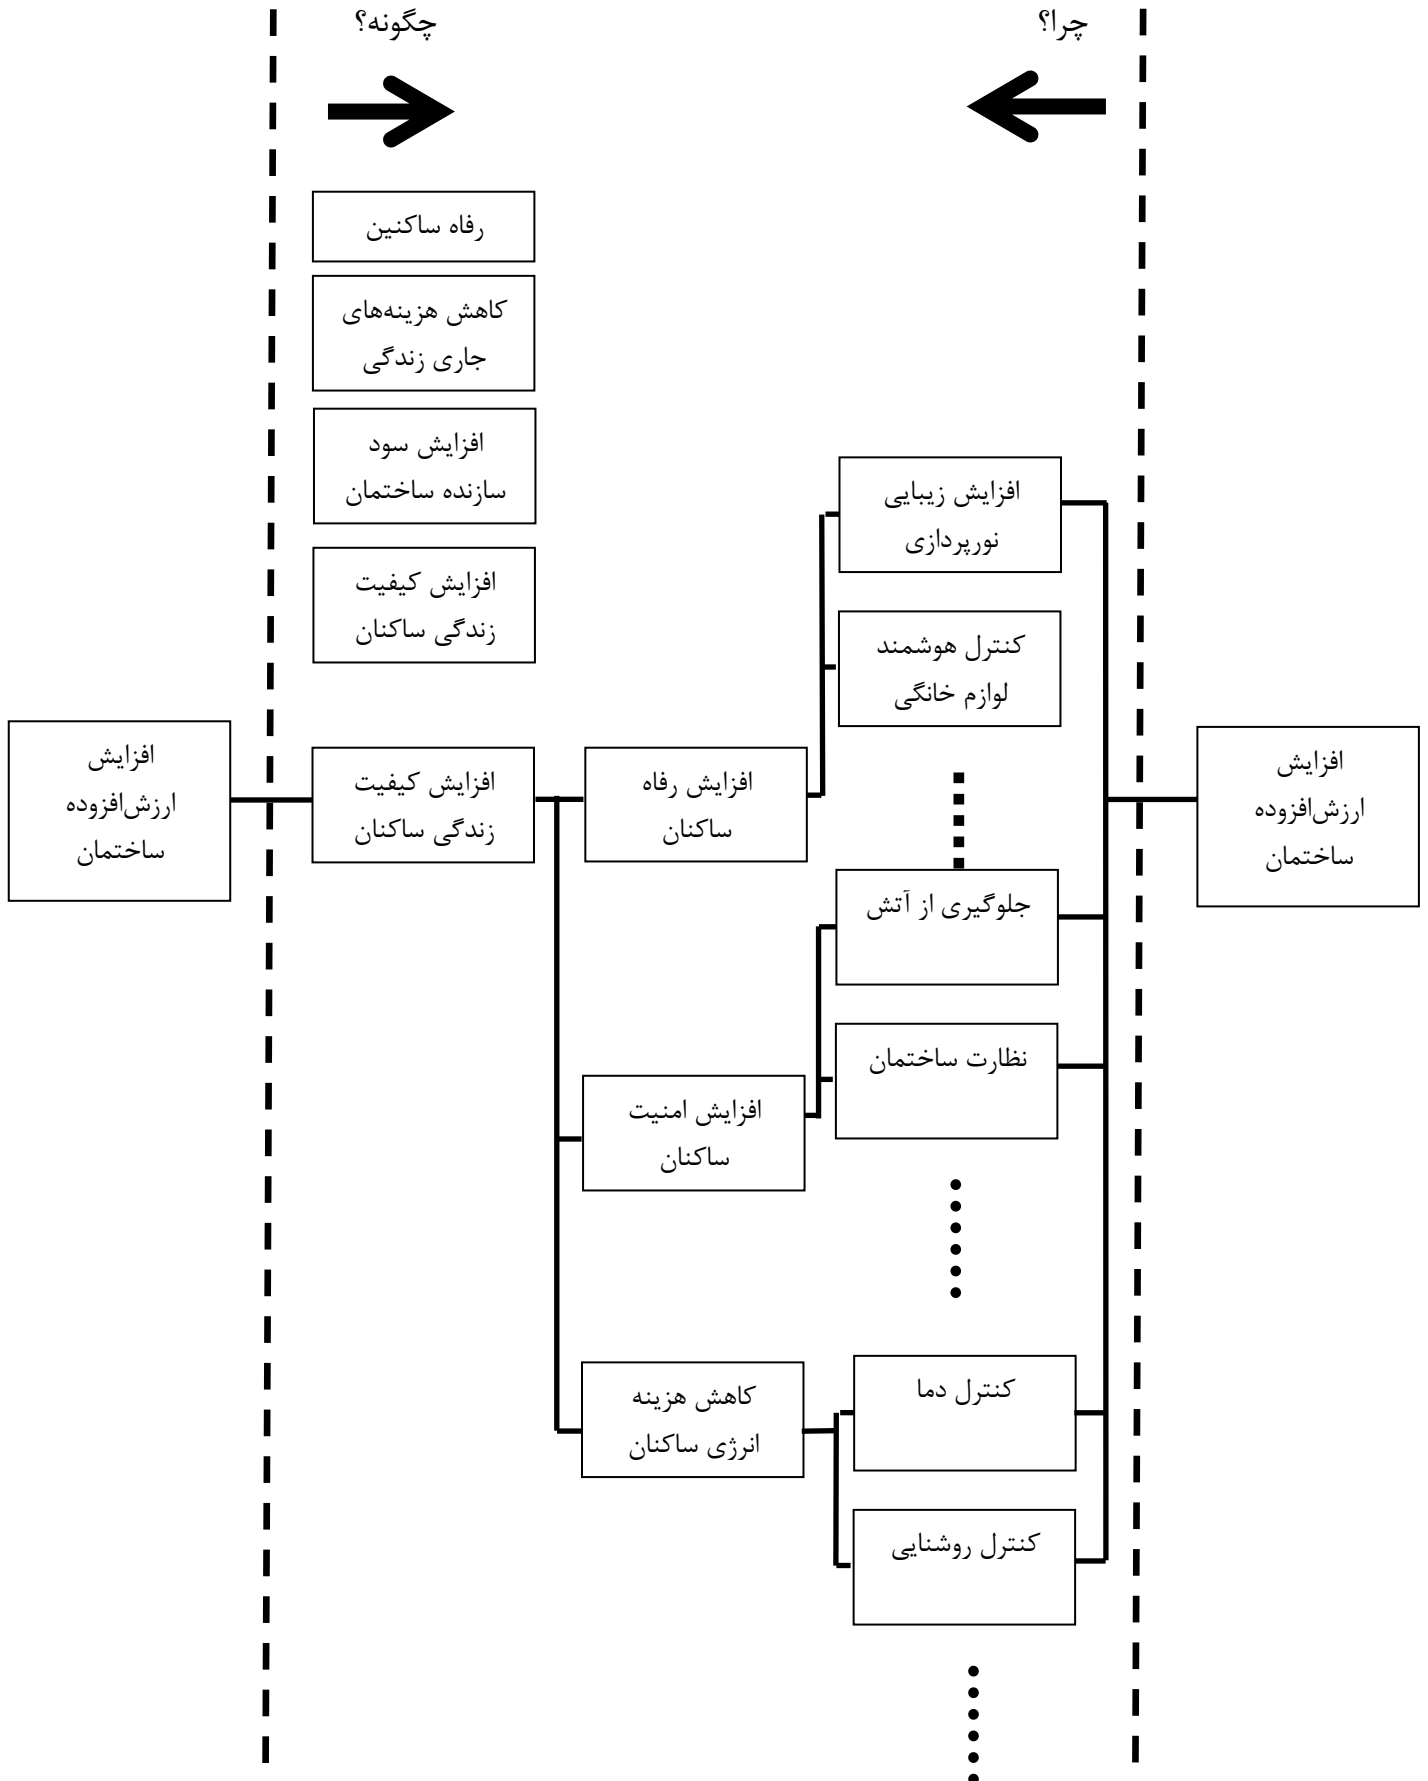 چرا؟
چگونه؟
رفاه ساکنین
کاهش هزینه‌های
جاری زندگی
افزایش سود
سازنده ساختمان
افزایش کیفیت
زندگی ساکنان
افزایش زیبایی
نورپردازی
کنترل هوشمند
لوازم خانگی
افزایش
ارزش‌افزوده
ساختمان
افزایش کیفیت
زندگی ساکنان
افزایش رفاه
ساکنان
افزایش
ارزش‌افزوده
ساختمان
جلوگیری از آتش
نظارت ساختمان
افزایش امنیت
ساکنان
کاهش هزینه
انرژی ساکنان
کنترل دما
کنترل روشنایی